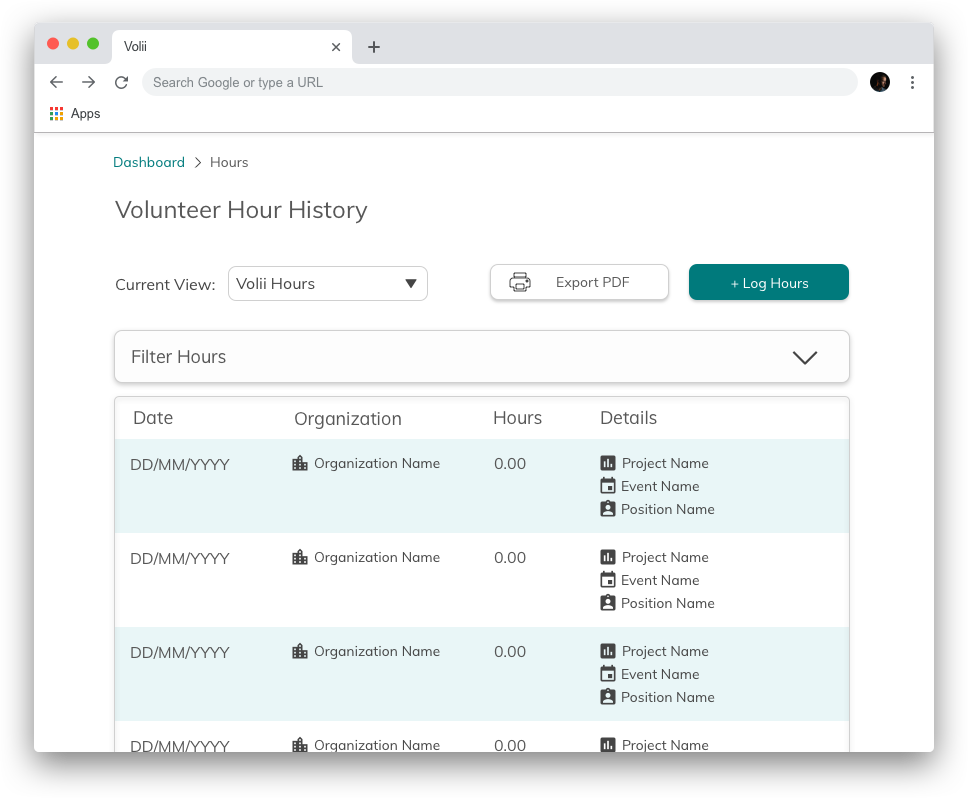 Volii
Search Google or type a URL
Apps
Dashboard > Hours
Volunteer Hour History
Current View: Volii Hours Export PDF + Log Hours
Filter Hours
Date Organization Hours Details
DD/MM/YYYY Organization Name 0.00 Project Name
Event Name
Position Name
DD/MM/YYYY Organization Name 0.00 Project Name
Event Name
Position Name
DD/MM/YYYY Organization Name 0.00 Project Name
Event Name
Position Name
DD/MM/YYYY Organization Name 0.00 Project Name